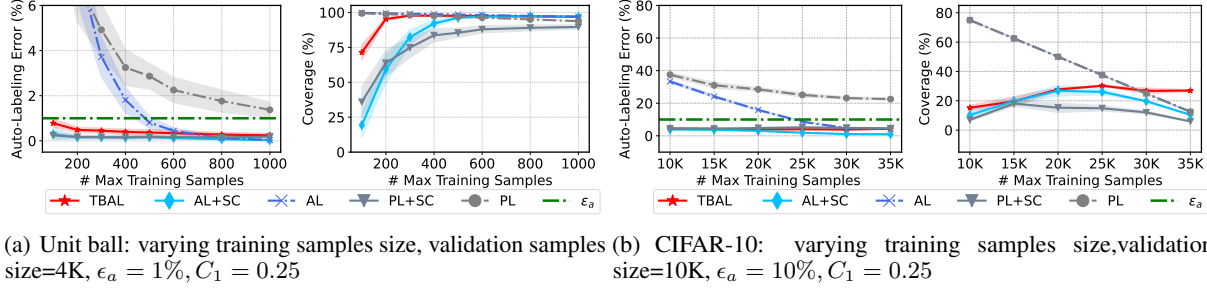 6
4
2
0
Auto-Labeling Error (%)
200 400 600 800 1000
# Max Training Samples
100
75
50
25
0
Coverage (%)
200 400 600 800 1000
# Max Training Samples
80
60
40
20
0
Auto-Labeling Error (%)
10K 15K 20K 25K 30K 35K
# Max Training Samples
80
60
40
20
0
Coverage (%)
10K 15K 20K 25K 30K 35K
# Max Training Samples
TBAL AL+SC AL PL+SC PL εa
TBAL AL+SC AL PL+SC PL εa
(a) Unit ball: varying training samples size, validation samples
size=4K, ϵa = 1%, C1 = 0.25
(b) CIFAR-10: varying training samples size,validation
size=10K, ϵa = 10%, C1 = 0.25